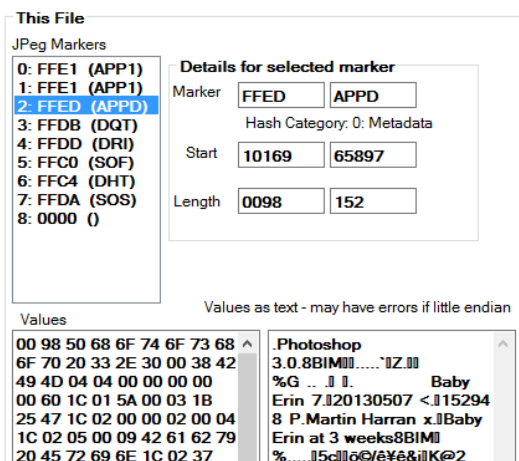 This File
JPeg Markers
0: FFE1 (APP1)
1: FFE1 (APP1)
2: FFED (APPD)
3: FFDB (DQT)
4: FFDD (DRI)
5: FFC0 (SOF)
6: FFC4 (DHT)
7: FFDA (SOS)
8: 0000 ()
Details for selected marker
Marker FFED APPD
Hash Category: 0: Metadata
Start 10169 65897
Length 0098 152
Values
00 98 50 68 6F 74 6F 73 68
6F 70 20 33 2E 30 00 38 42
49 4D 04 04 00 00 00 00
00 60 1C 01 5A 00 03 1B
25 47 1C 02 00 00 02 00 04
1C 02 05 00 09 42 61 62 79
20 45 72 69 6E 1C 02 37
Values as text - may have errors if little endian
.Photoshop
3.0.8BIM.....`Z.
%G .. . . Baby
Erin 7.20130507 <.15294
8 P.Martin Harran x.Baby
Erin at 3 weeks8BIM